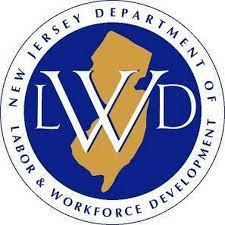 NEW JERSEY DEPARTMENT OF
LWD
LABOR & WORKFORCE DEVELOPMENT